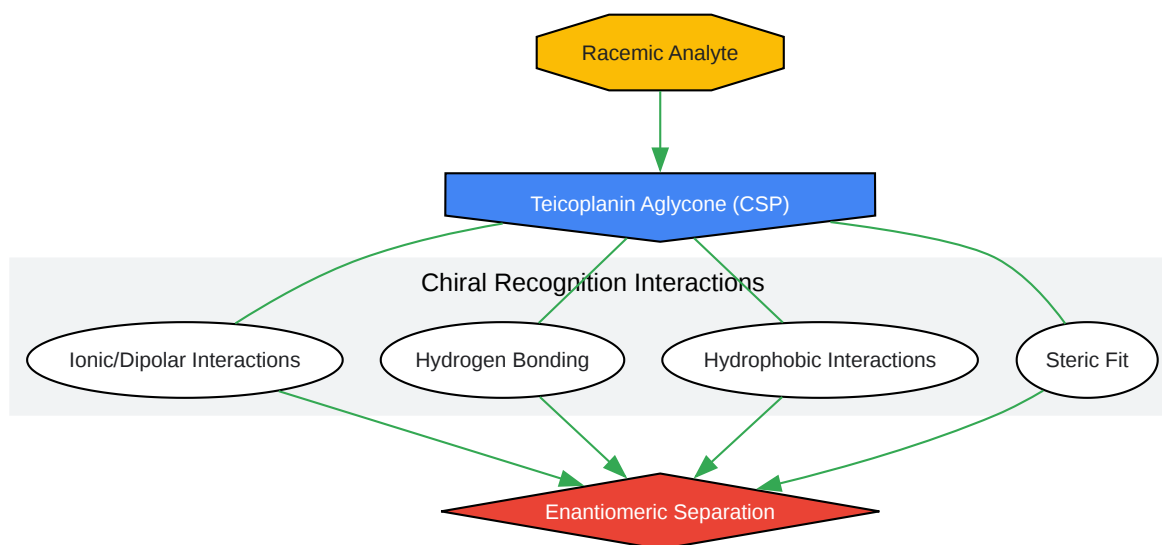 Racemic Analyte
Teicoplanin Aglycone (CSP)
Chiral Recognition Interactions
Ionic/Dipolar Interactions
Hydrogen Bonding
Hydrophobic Interactions
Steric Fit
Enantiomeric Separation